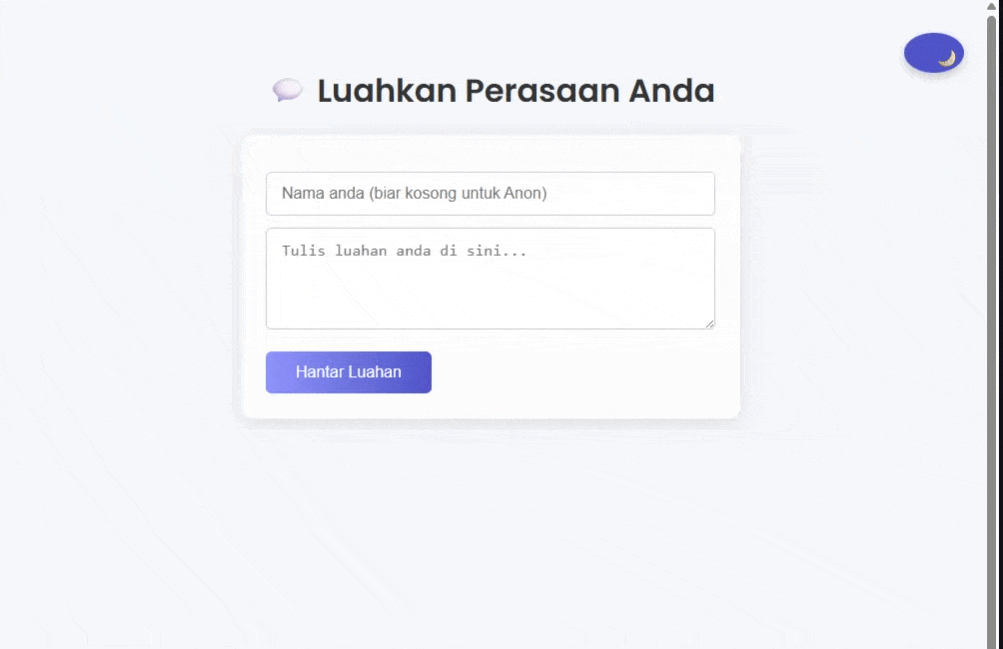 Luahkan Perasaan Anda
Nama anda (biar kosong untuk Anon)
Tulis luahan anda di sini...
Hantar Luahan